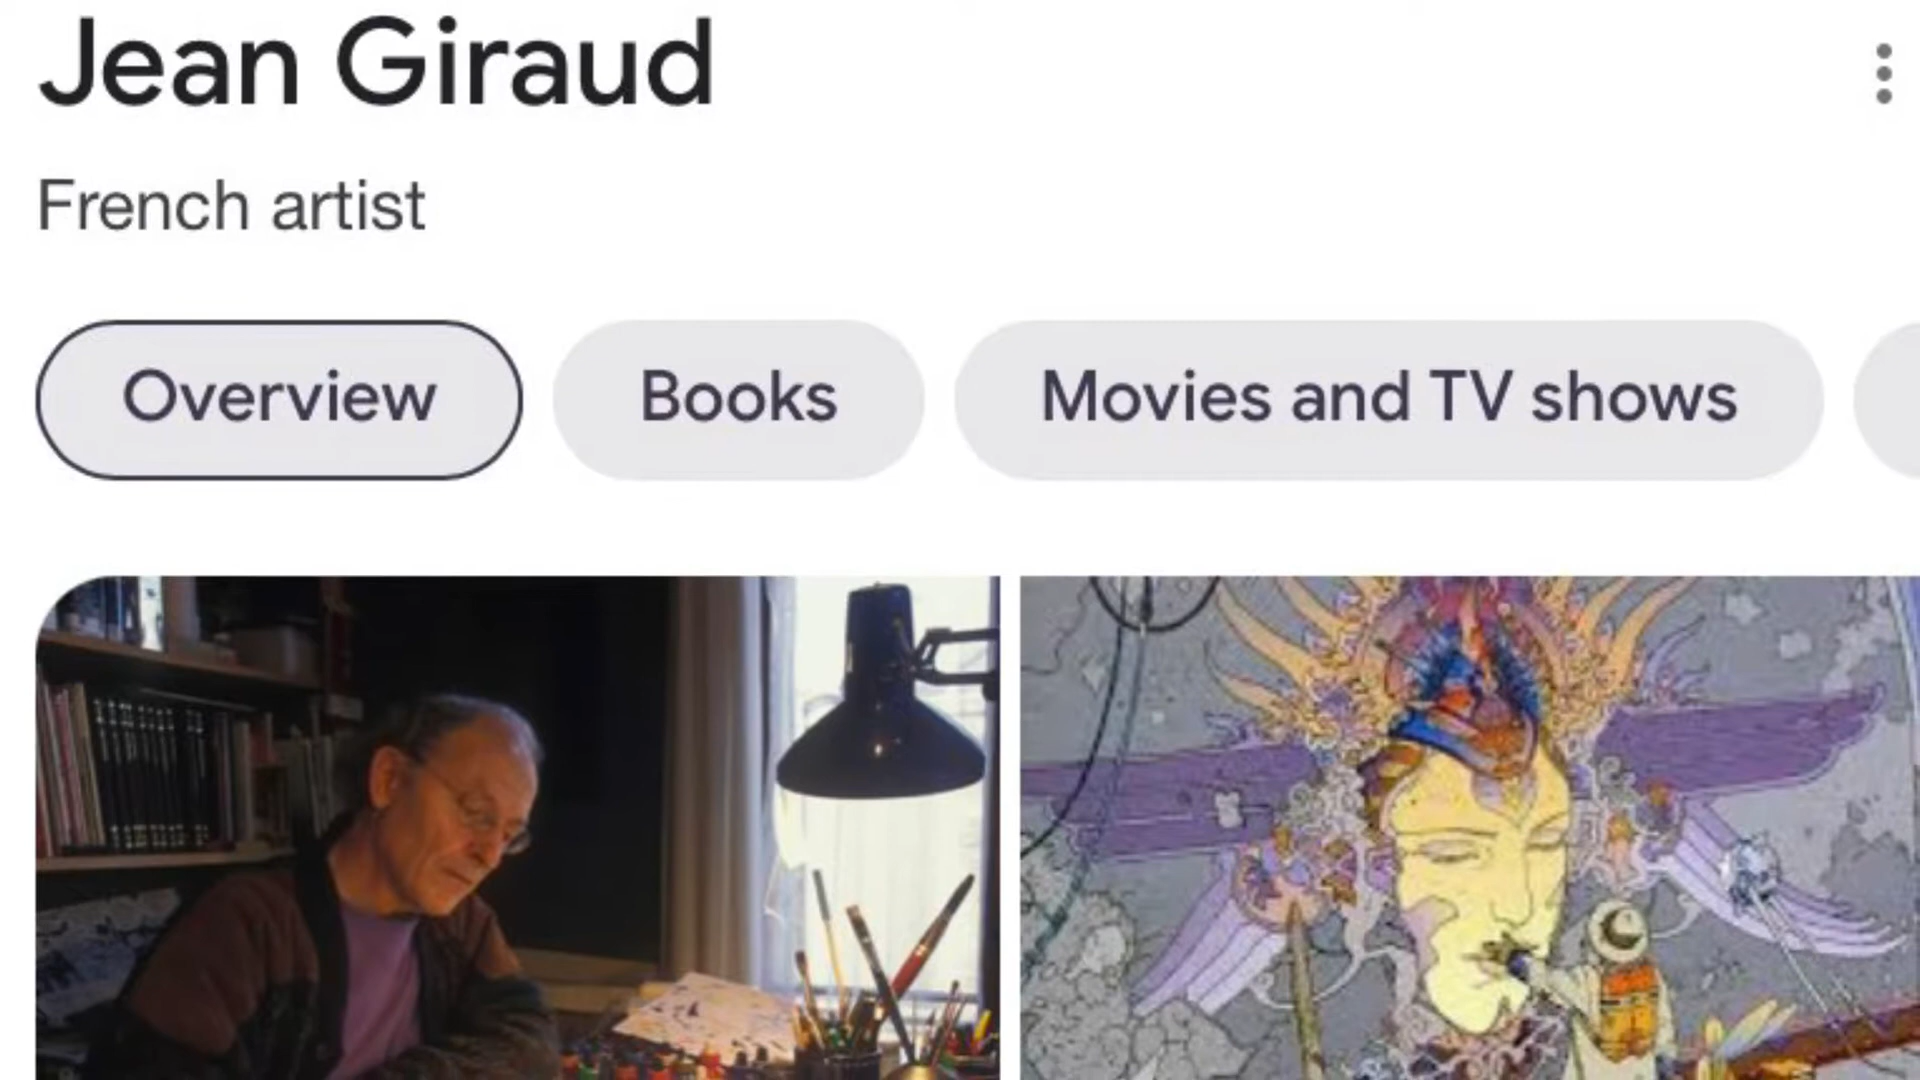 Jean Giraud
French artist
Overview
Books
Movies and TV shows